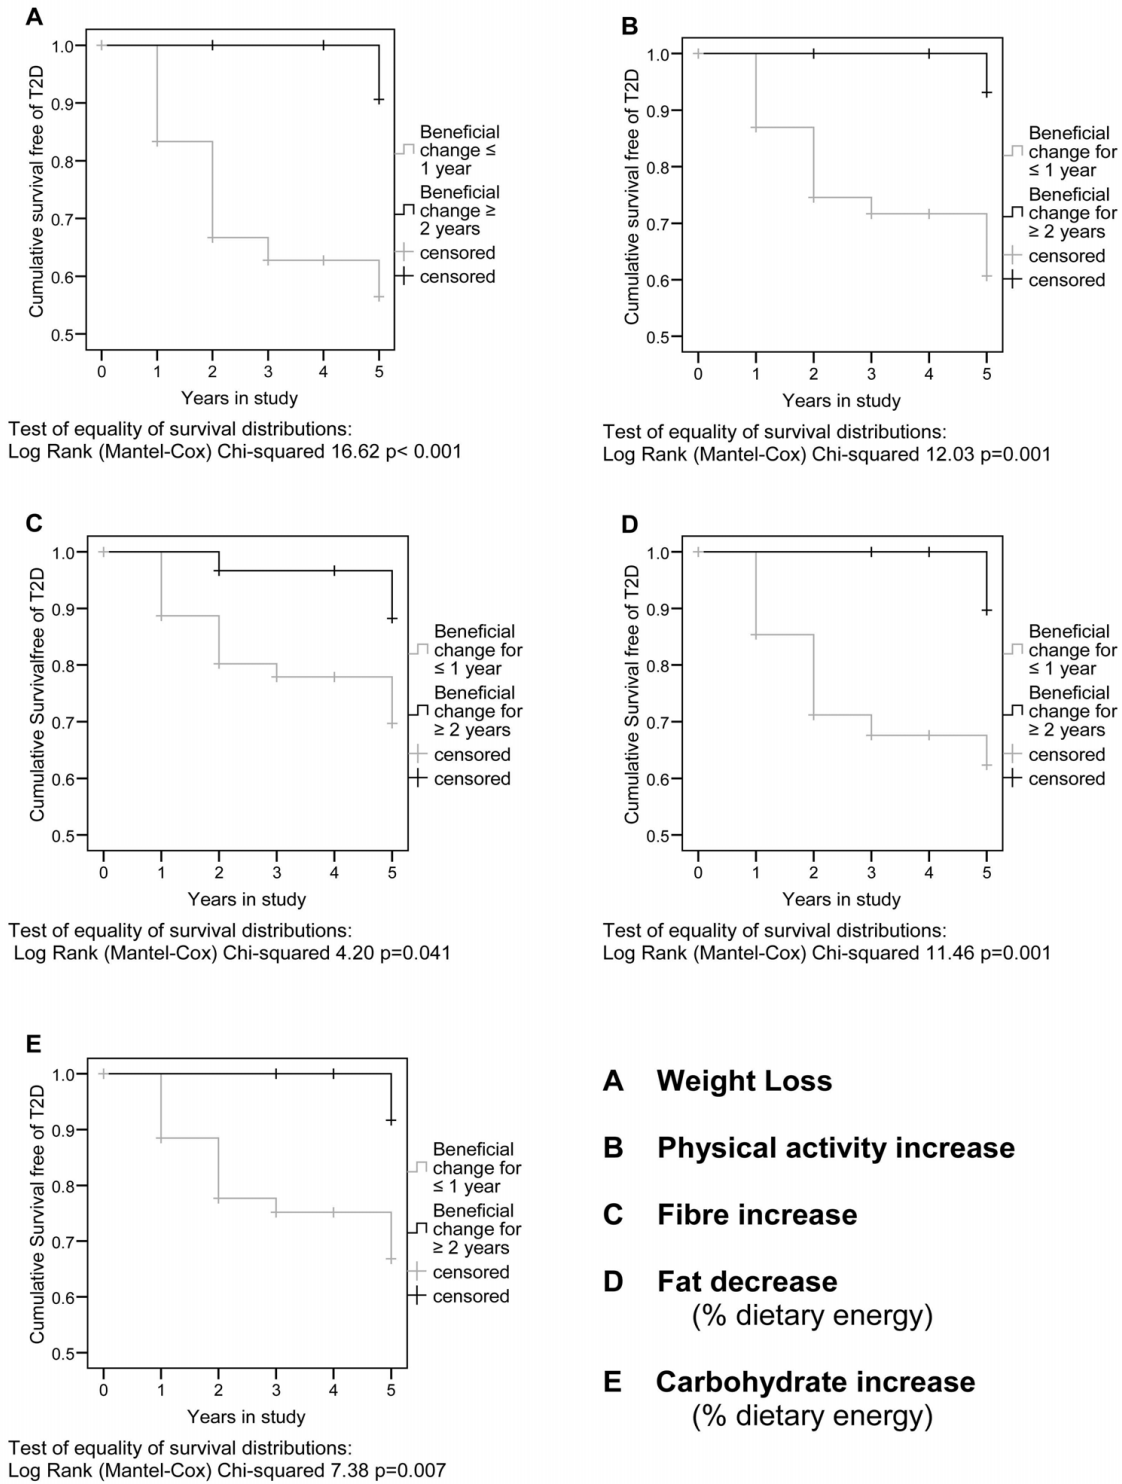 A
Cumulative survival free of T2D
1.0
0.9
0.8
0.7
0.6
0.5
0 1 2 3 4 5
Years in study
Beneficial
change ≤
1 year
Beneficial
change ≥
2 years
censored
censored
Test of equality of survival distributions:
Log Rank (Mantel-Cox) Chi-squared 16.62 p< 0.001
B
Cumulative survival free of T2D
1.0
0.9
0.8
0.7
0.6
0.5
0 1 2 3 4 5
Years in study
Beneficial
change for
≤ 1 year
Beneficial
change for
≥ 2 years
censored
censored
Test of equality of survival distributions:
Log Rank (Mantel-Cox) Chi-squared 12.03 p=0.001
C
Cumulative Survivalfree of T2D
1.0
0.9
0.8
0.7
0.6
0.5
0 1 2 3 4 5
Years in study
Beneficial
change for
≤ 1 year
Beneficial
change for
≥ 2 years
censored
censored
Test of equality of survival distributions:
Log Rank (Mantel-Cox) Chi-squared 4.20 p=0.041
D
Cumulative Survival free of T2D
1.0
0.9
0.8
0.7
0.6
0.5
0 1 2 3 4 5
Years in study
Beneficial
change for
≤ 1 year
Beneficial
change for
≥ 2 years
censored
censored
Test of equality of survival distributions:
Log Rank (Mantel-Cox) Chi-squared 11.46 p=0.001
E
Cumulative Survival free of T2D
1.0
0.9
0.8
0.7
0.6
0.5
0 1 2 3 4 5
Years in study
Beneficial
change for
≤ 1 year
Beneficial
change for
≥ 2 years
censored
censored
Test of equality of survival distributions:
Log Rank (Mantel-Cox) Chi-squared 7.38 p=0.007
A Weight Loss
B Physical activity increase
C Fibre increase
D Fat decrease
(% dietary energy)
E Carbohydrate increase
(% dietary energy)